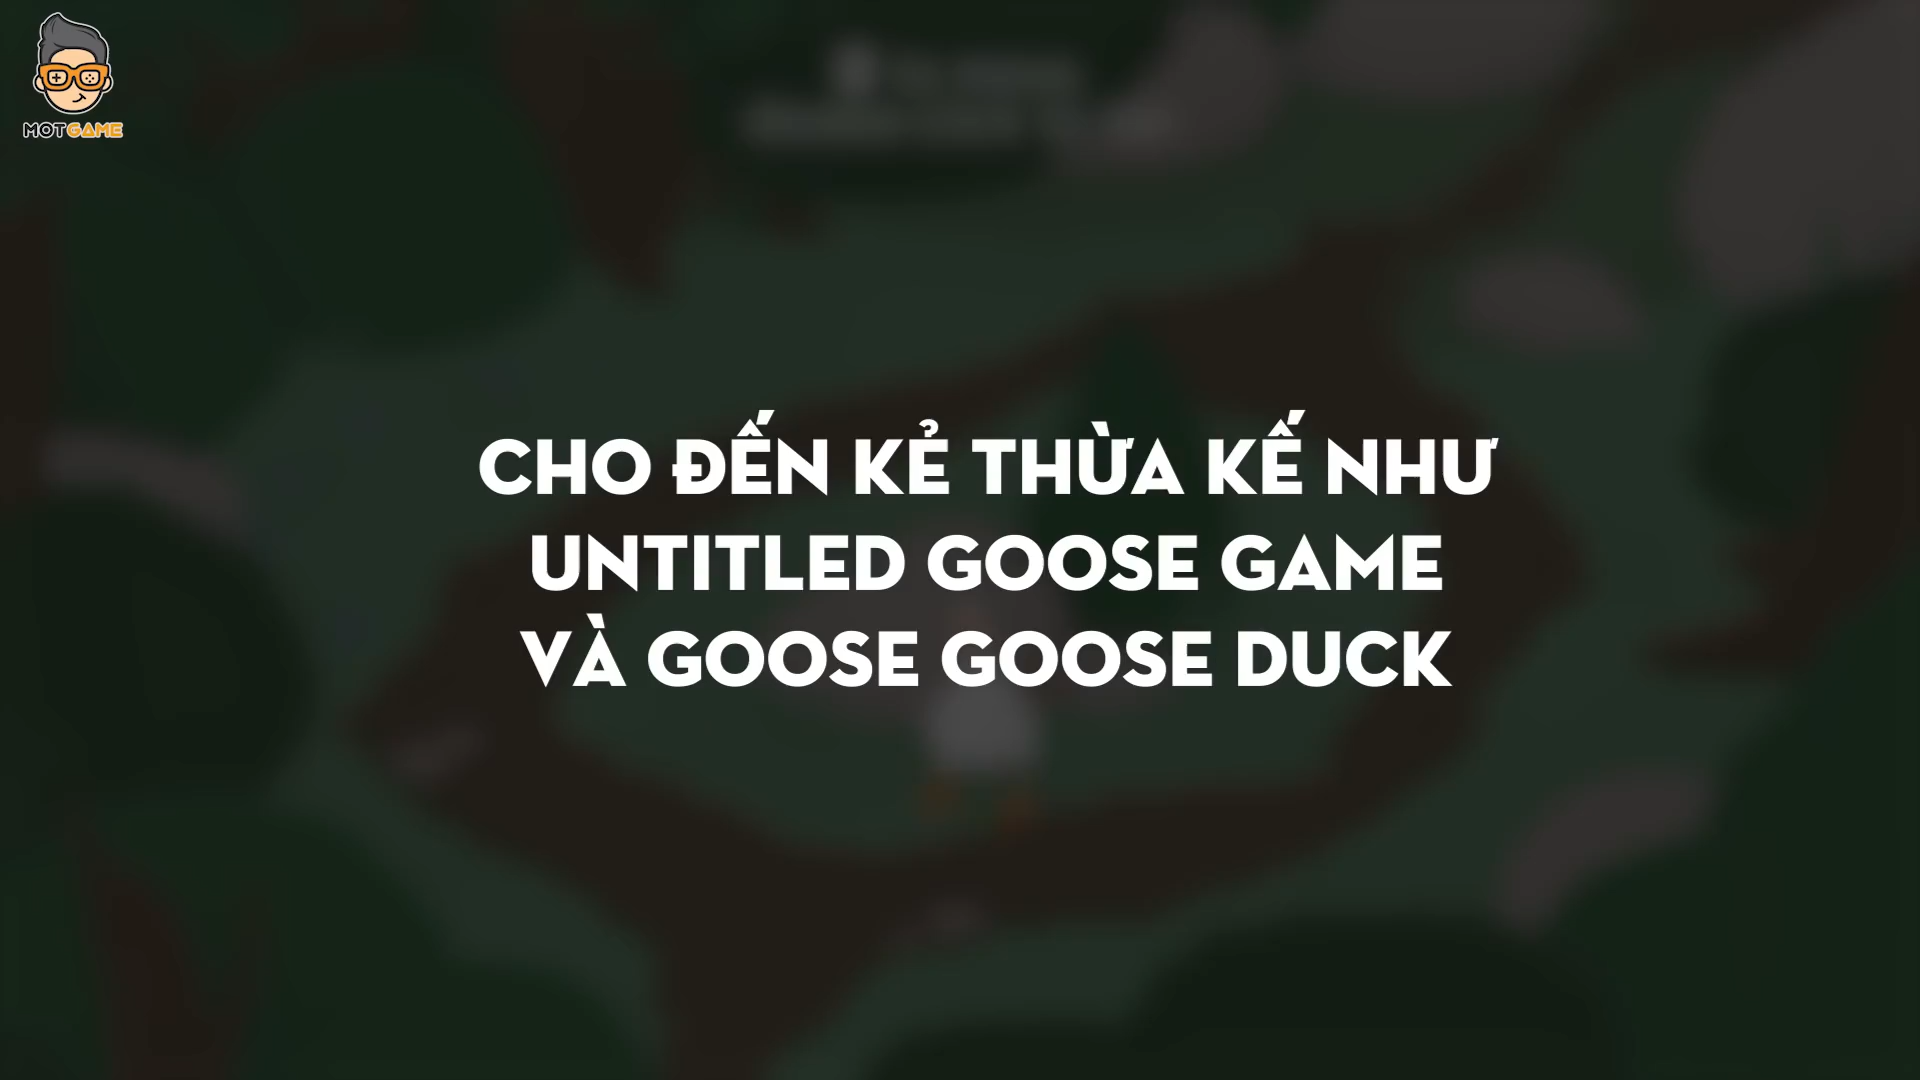 MOTGAME
CHO ĐẾN KẺ THỪA KẾ NHƯ
UNTITLED GOOSE GAME
VÀ GOOSE GOOSE DUCK